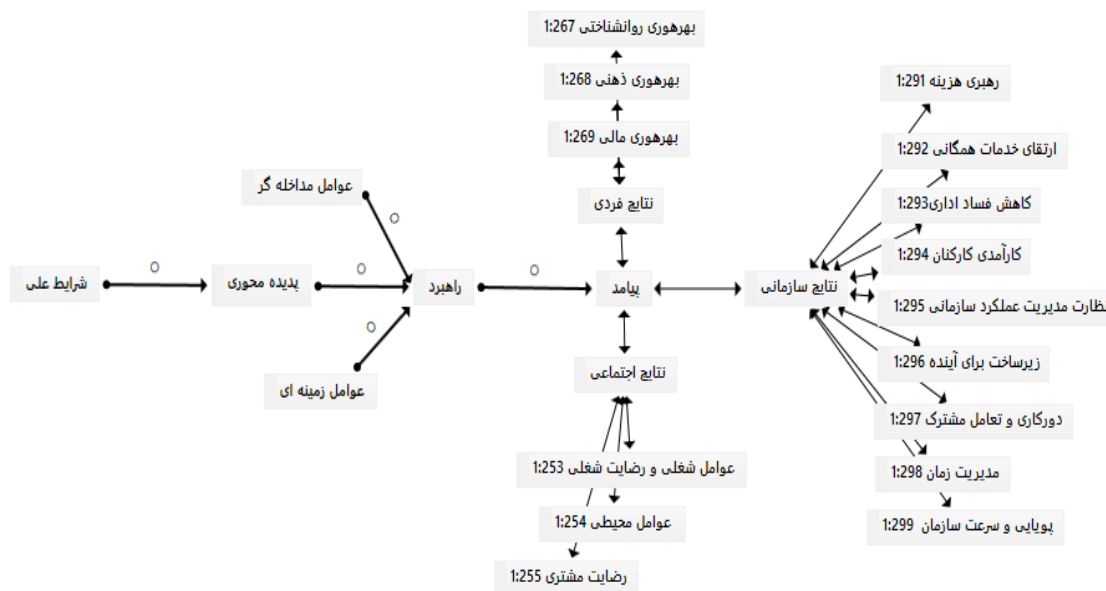 بهرهوری روانشناختی 1:267
بهرهوری ذهنی 1:268
بهرهوری مالی 1:269
نتایج فردی
عوامل مداخله گر
شرایط علی
پدیده محوری
راهبرد
پیامد
نتایج سازمانی
عوامل زمینه ای
نتایج اجتماعی
عوامل شغلی و رضایت شغلی 1:253
عوامل محیطی 1:254
رضایت مشتری 1:255
رهبری هزینه 1:291
ارتقای خدمات همگانی 1:292
کاهش فساد اداری1:293
کارآمدی کارکنان 1:294
ظارت مدیریت عملکرد سازمانی 1:295
زیرساخت برای آینده 1:296
دورکاری و تعامل مشترک 1:297
مدیریت زمان 1:298
پویایی و سرعت سازمان 1:299